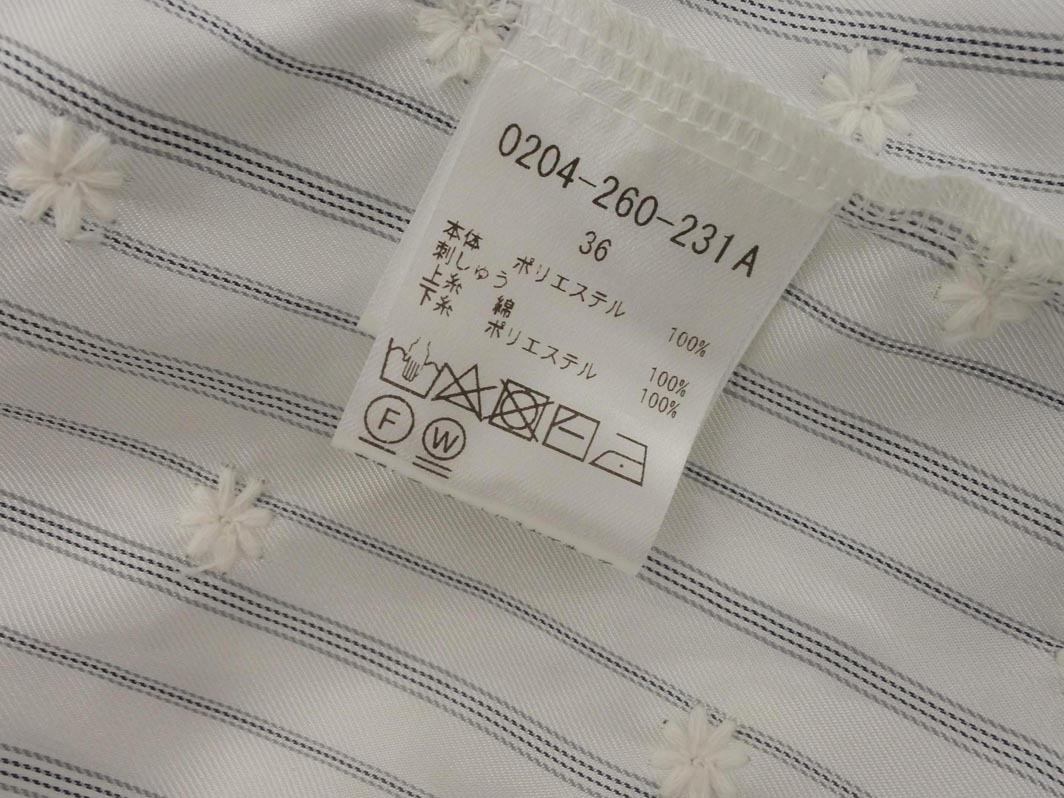 0204-260-231A
36
本体 ポリエステル 100%
刺しゅう
上糸 綿 100%
下糸 ポリエステル 100%
F W